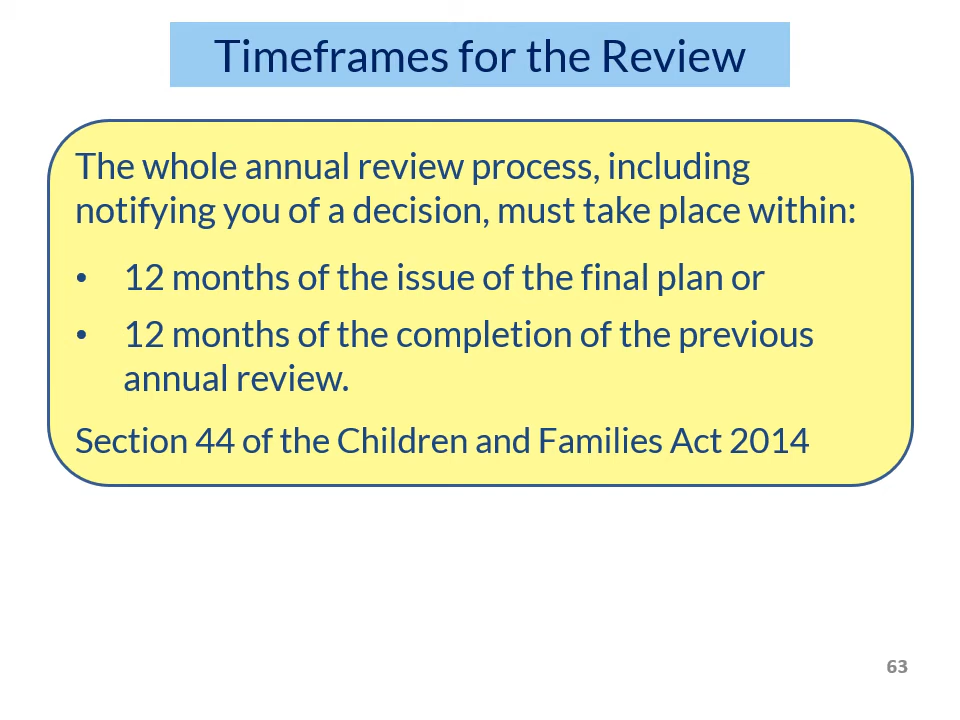 Timeframes for the Review
The whole annual review process, including
notifying you of a decision, must take place within:
• 12 months of the issue of the final plan or
• 12 months of the completion of the previous
annual review.
Section 44 of the Children and Families Act 2014
63